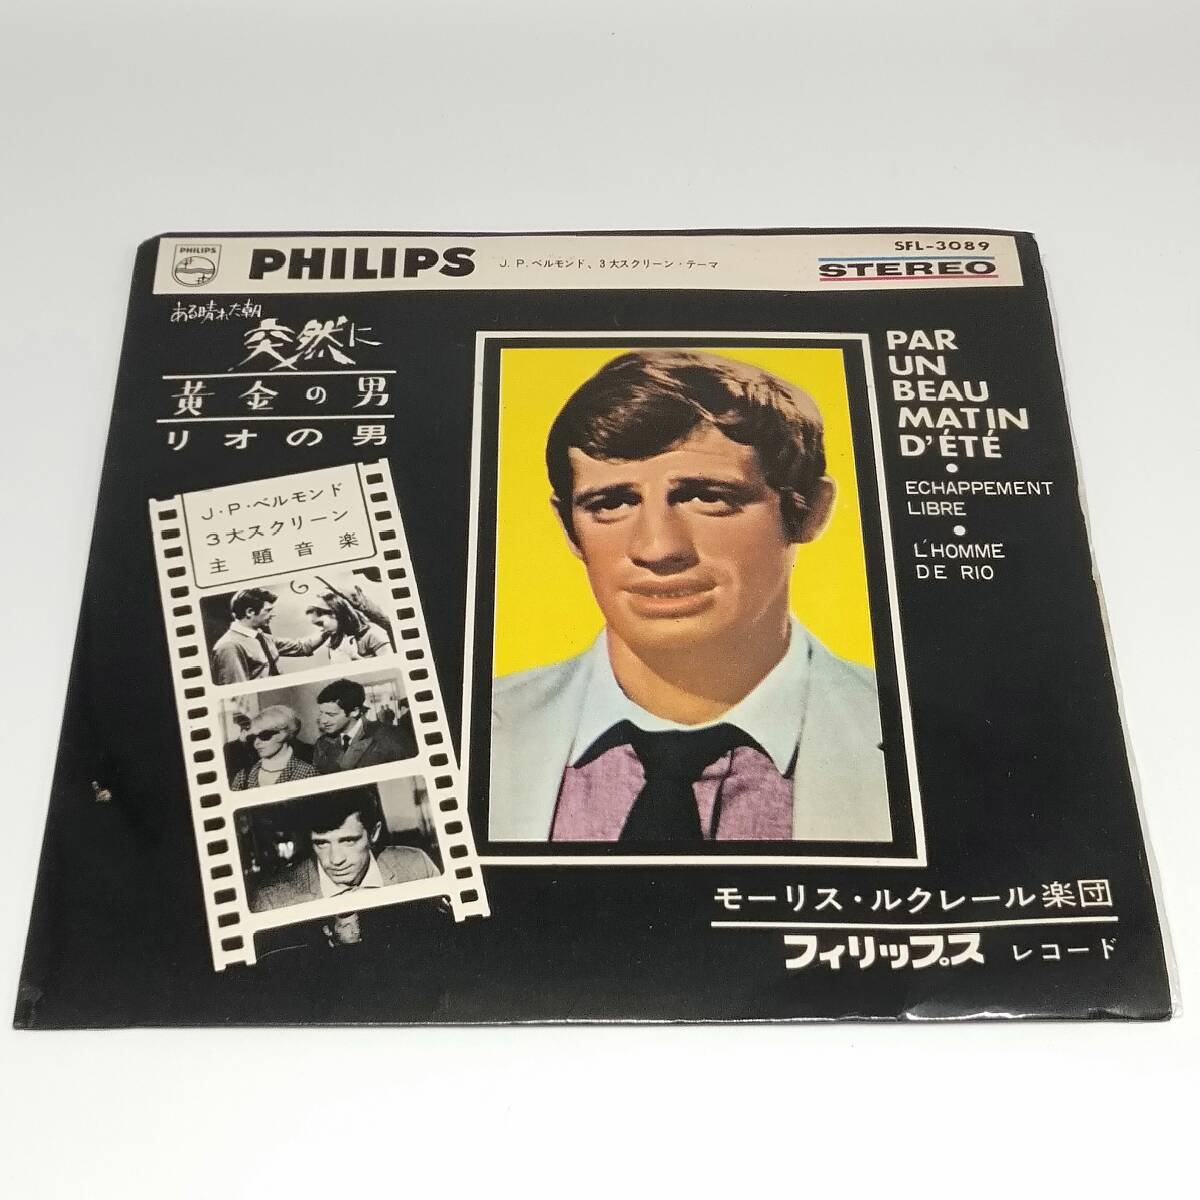 PHILIPS
PHILIPS
J.P.ベルモンド、3大スクリーン・テーマ
SFL-3089
STEREO
ある晴れた朝
突然に
黄金の男
リオの男
J・P・ベルモンド
3大スクリーン
主題音楽
PAR
UN
BEAU
MATIN
D'ÉTÉ
•
ECHAPPEMENT
LIBRE
•
L'HOMME
DE RIO
モーリス・ルクレール楽団
フィリップス レコード